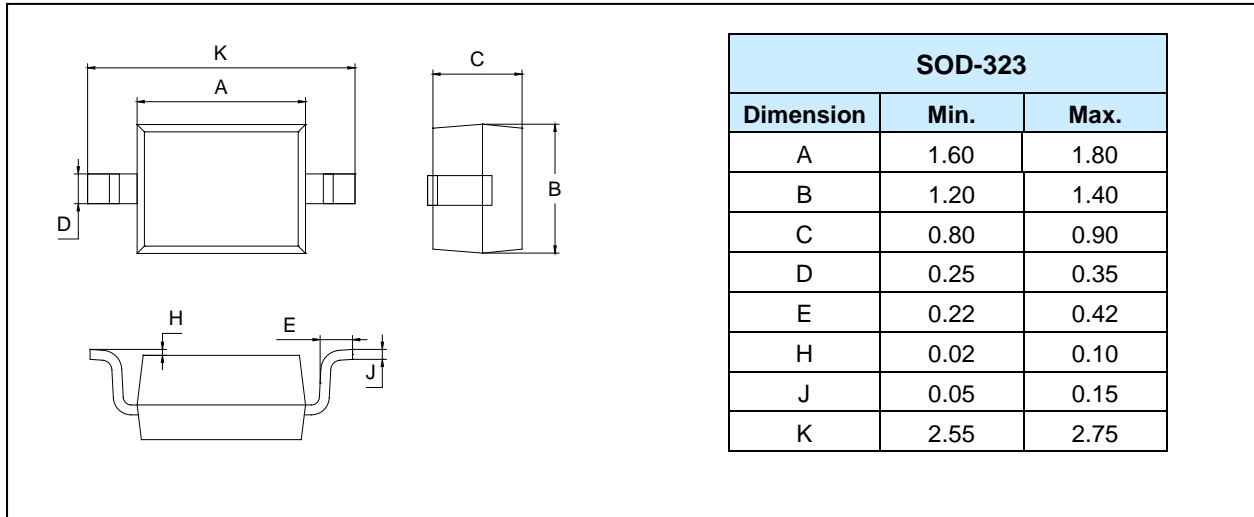 K
A
C
D
B
H
E
J
SOD-323
Dimension Min. Max.
A 1.60 1.80
B 1.20 1.40
C 0.80 0.90
D 0.25 0.35
E 0.22 0.42
H 0.02 0.10
J 0.05 0.15
K 2.55 2.75